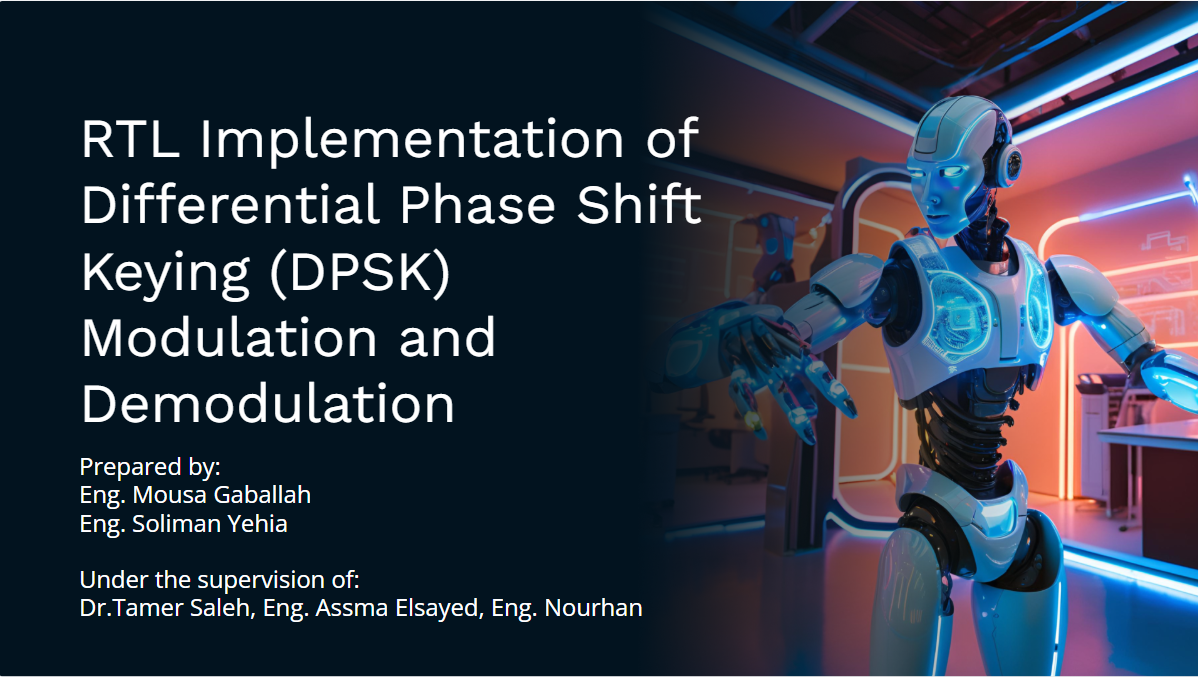 RTL Implementation of
Differential Phase Shift
Keying (DPSK)
Modulation and
Demodulation
Prepared by:
Eng. Mousa Gaballah
Eng. Soliman Yehia
Under the supervision of:
Dr.Tamer Saleh, Eng. Assma Elsayed, Eng. Nourhan